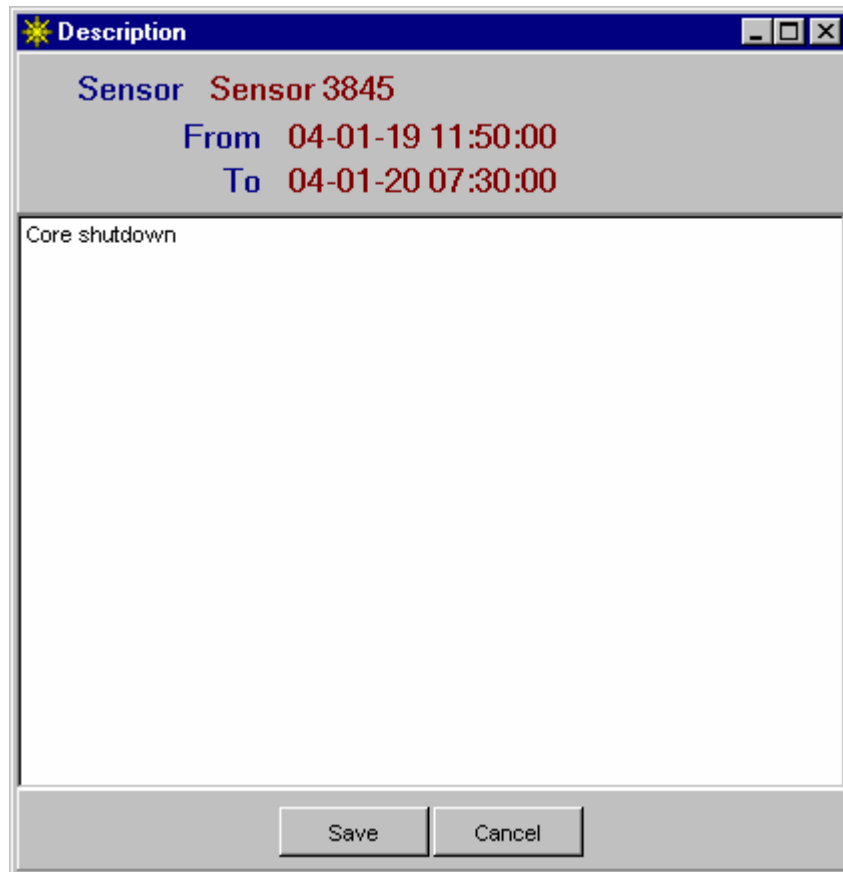 Description
Sensor Sensor 3845
From 04-01-19 11:50:00
To 04-01-20 07:30:00
Core shutdown
Save Cancel